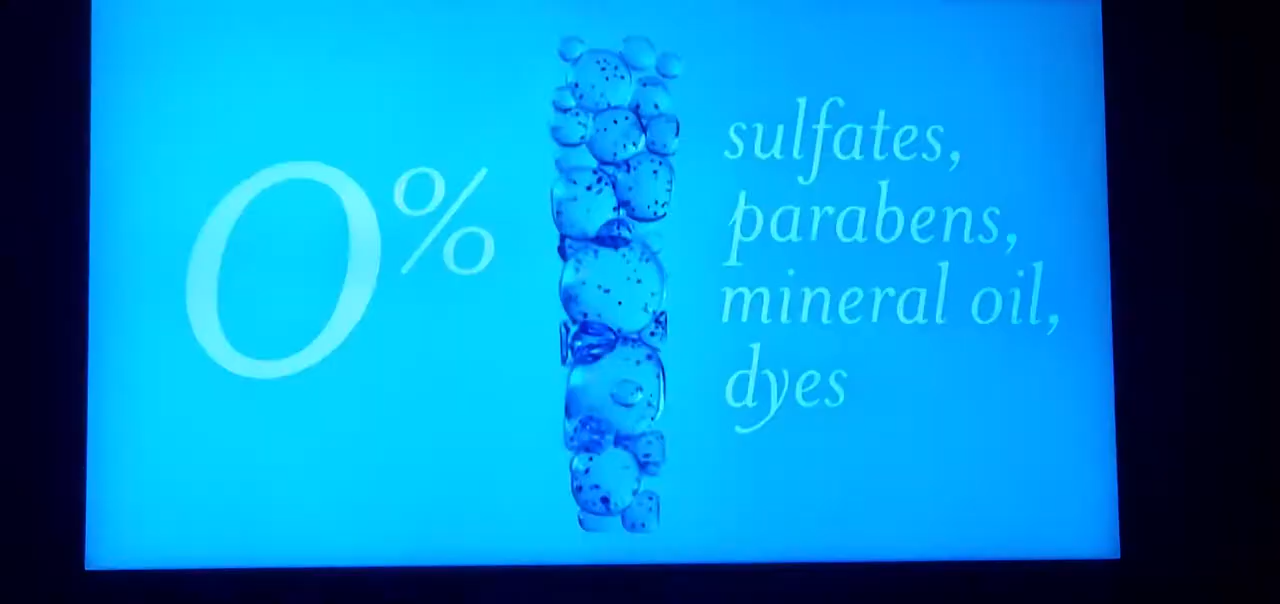 0%
sulfates,
parabens,
mineral oil,
dyes